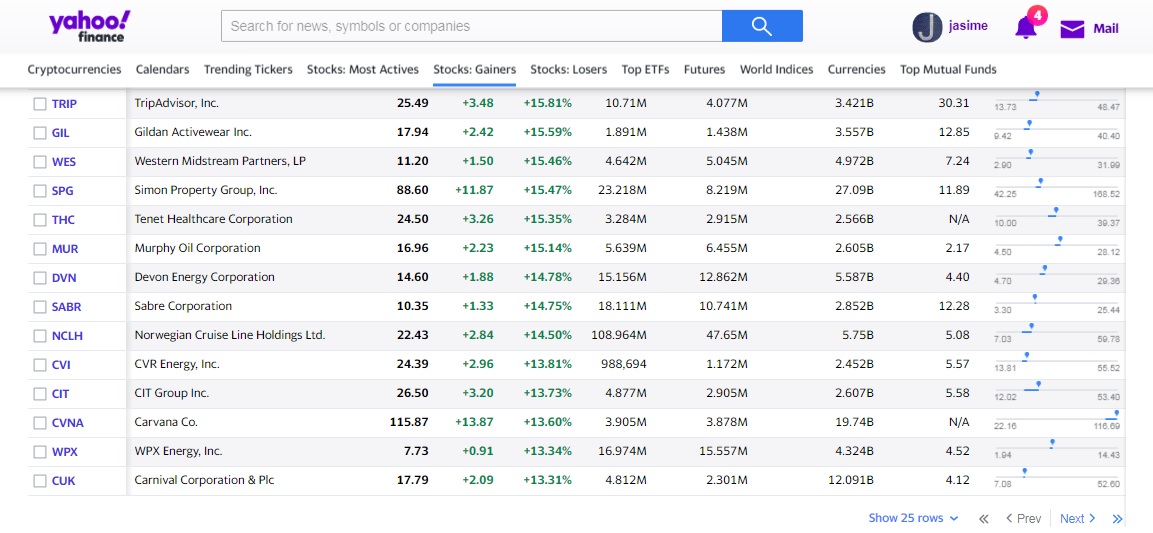 yahoo!
finance
Search for news, symbols or companies
J
jasime
4
Mail
Cryptocurrencies Calendars Trending Tickers Stocks: Most Actives Stocks: Gainers Stocks: Losers Top ETFs Futures World Indices Currencies Top Mutual Funds
TRIP TripAdvisor, Inc. 25.49 +3.48 +15.81% 10.71M 4.077M 3.421B 30.31 13.73 48.47
GIL Gildan Activewear Inc. 17.94 +2.42 +15.59% 1.891M 1.438M 3.557B 12.85 9.42 40.40
WES Western Midstream Partners, LP 11.20 +1.50 +15.46% 4.642M 5.045M 4.972B 7.24 2.90 31.99
SPG Simon Property Group, Inc. 88.60 +11.87 +15.47% 23.218M 8.219M 27.09B 11.89 42.25 168.52
THC Tenet Healthcare Corporation 24.50 +3.26 +15.35% 3.284M 2.915M 2.566B N/A 10.00 39.37
MUR Murphy Oil Corporation 16.96 +2.23 +15.14% 5.639M 6.455M 2.605B 2.17 4.50 28.12
DVN Devon Energy Corporation 14.60 +1.88 +14.78% 15.156M 12.862M 5.587B 4.40 4.70 29.36
SABR Sabre Corporation 10.35 +1.33 +14.75% 18.111M 10.741M 2.852B 12.28 3.30 25.44
NCLH Norwegian Cruise Line Holdings Ltd. 22.43 +2.84 +14.50% 108.964M 47.65M 5.75B 5.08 7.03 59.78
CVI CVR Energy, Inc. 24.39 +2.96 +13.81% 988,694 1.172M 2.452B 5.57 13.81 55.52
CIT CIT Group Inc. 26.50 +3.20 +13.73% 4.877M 2.905M 2.607B 5.58 12.02 53.40
CVNA Carvana Co. 115.87 +13.87 +13.60% 3.905M 3.878M 19.74B N/A 22.16 116.69
WPX WPX Energy, Inc. 7.73 +0.91 +13.34% 16.974M 15.557M 4.324B 4.52 1.94 14.43
CUK Carnival Corporation & Plc 17.79 +2.09 +13.31% 4.812M 2.301M 12.091B 4.12 7.08 52.60
Show 25 rows Prev Next